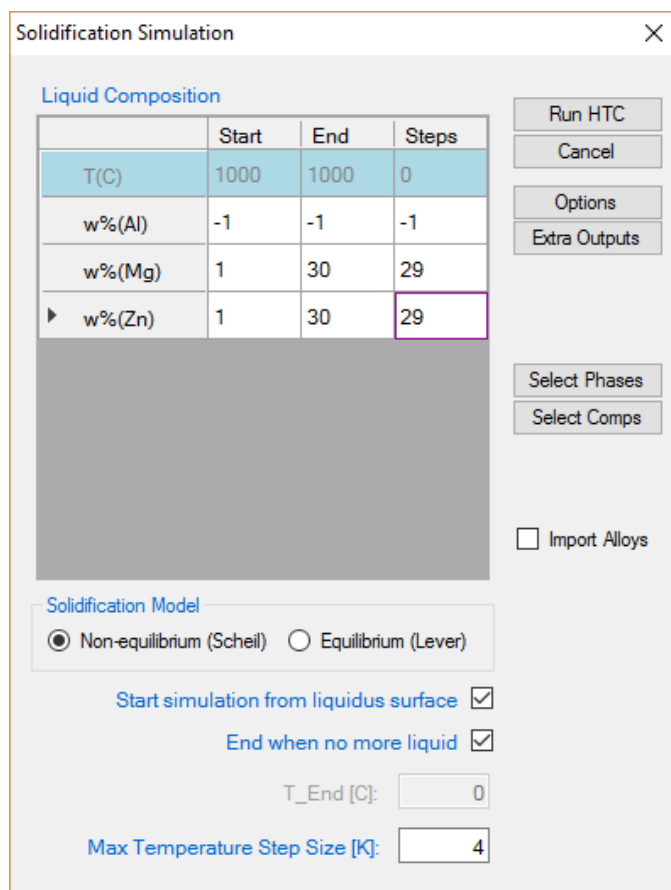 Solidification Simulation
Liquid Composition
Start End Steps
T(C) 1000 1000 0
w%(Al) -1 -1 -1
w%(Mg) 1 30 29
w%(Zn) 1 30 29
Run HTC
Cancel
Options
Extra Outputs
Select Phases
Select Comps
Import Alloys
Solidification Model
Non-equilibrium (Scheil) Equilibrium (Lever)
Start simulation from liquidus surface
End when no more liquid
T_End [C]: 0
Max Temperature Step Size [K]: 4